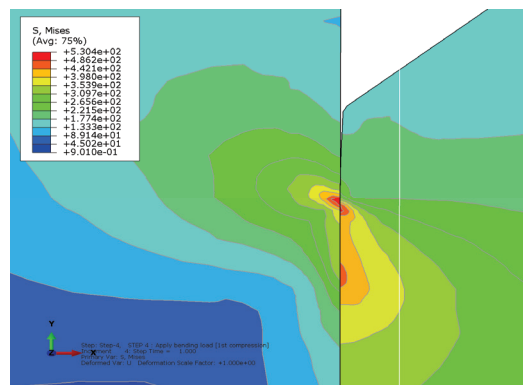 S, Mises
(Avg: 75%)
+5.304e+02
+4.862e+02
+4.421e+02
+3.980e+02
+3.539e+02
+3.097e+02
+2.656e+02
+2.215e+02
+1.774e+02
+1.333e+02
+8.914e+01
+4.502e+01
+9.010e-01
Y
Z X
Step: Step-4, STEP 4: Apply bending load [1st compression]
Increment 4: Step Time = 1.000
Primary Var: S, Mises
Deformed Var: U Deformation Scale Factor: +1.000e+00